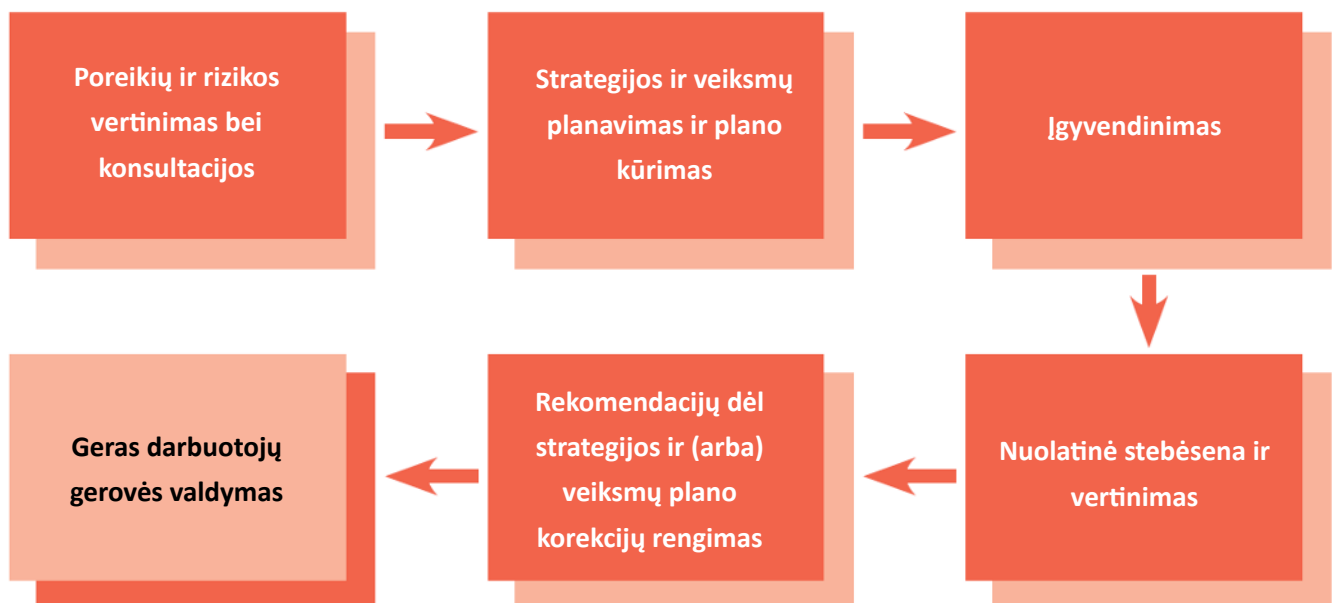 Poreikių ir rizikos
vertinimas bei
konsultacijos
Strategijos ir veiksmų
planavimas ir plano
kūrimas
Įgyvendinimas
Nuolatinė stebėsena ir
vertinimas
Rekomendacijų dėl
strategijos ir (arba)
veiksmų plano
korekcijų rengimas
Geras darbuotojų
gerovės valdymas